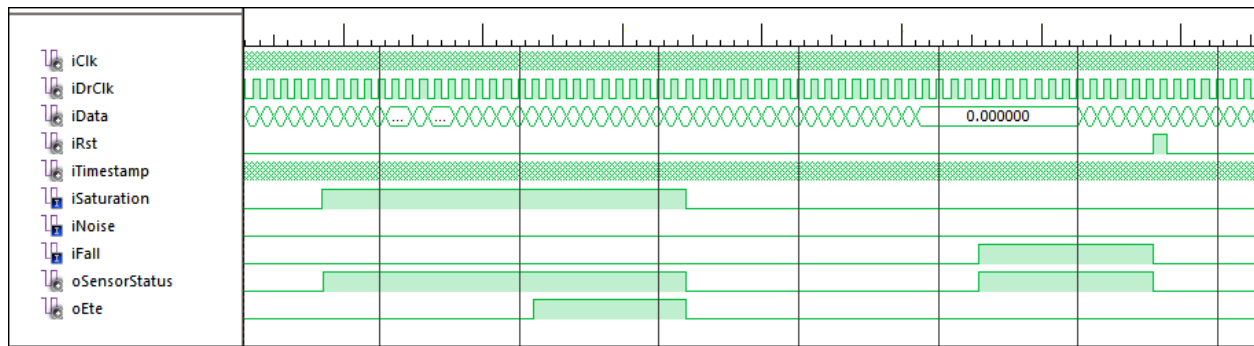 iClk
iDrClk
iData ... ... 0.000000
iRst
iTimestamp
iSaturation
iNoise
iFall
oSensorStatus
oEte